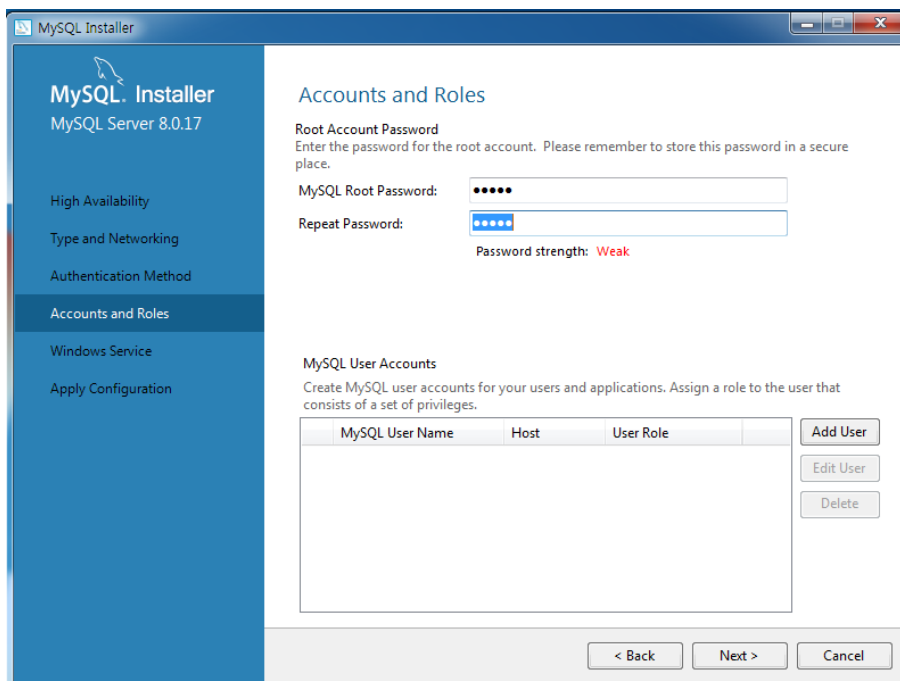 MySQL Installer
MySQL. Installer
MySQL Server 8.0.17
High Availability
Type and Networking
Authentication Method
Accounts and Roles
Windows Service
Apply Configuration
Accounts and Roles
Root Account Password
Enter the password for the root account. Please remember to store this password in a secure
place.
MySQL Root Password: •••••
Repeat Password: •••••
Password strength: Weak
MySQL User Accounts
Create MySQL user accounts for your users and applications. Assign a role to the user that
consists of a set of privileges.
MySQL User Name Host User Role
Add User
Edit User
Delete
< Back Next > Cancel